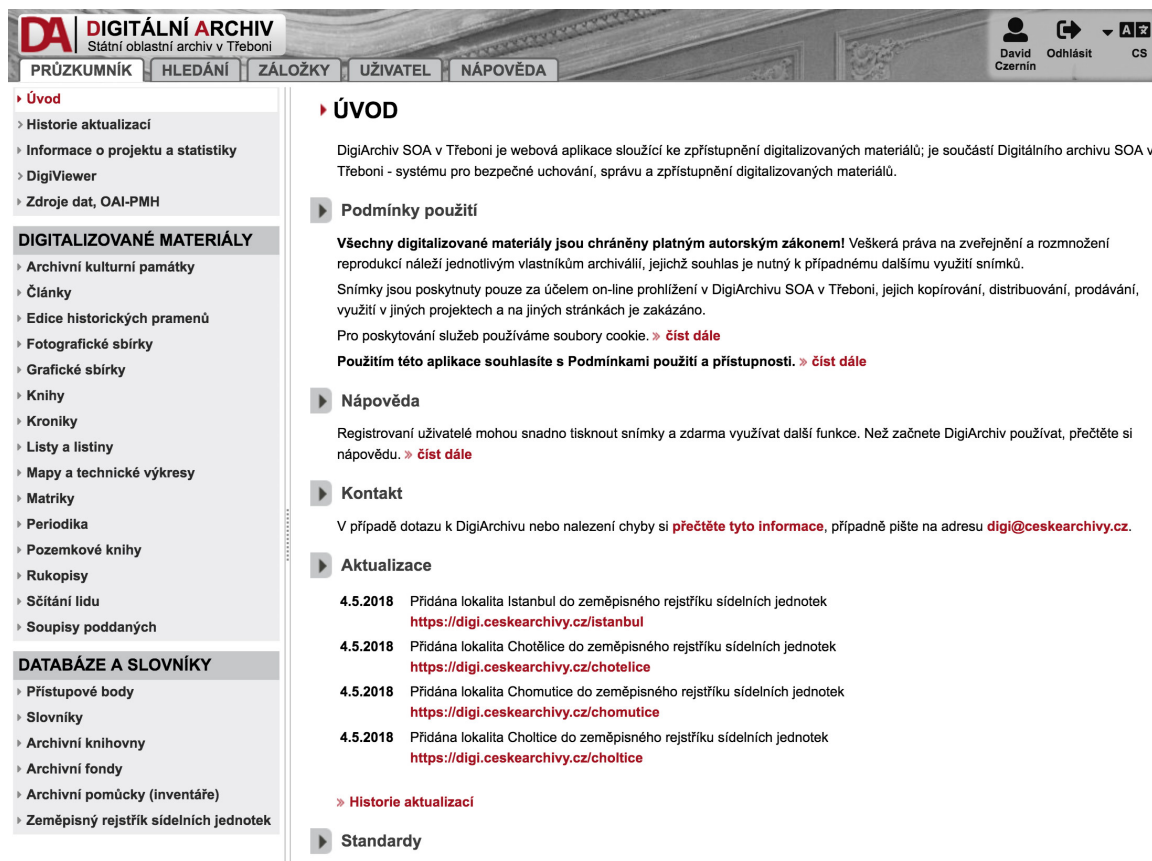 DA DIGITÁLNÍ ARCHIV
Státní oblastní archiv v Třeboni
David Czernín
Odhlásit
CS
PRŮZKUMNÍK HLEDÁNÍ ZÁLOŽKY UŽIVATEL NÁPOVĚDA
Úvod
Historie aktualizací
Informace o projektu a statistiky
DigiViewer
Zdroje dat, OAI-PMH
DIGITALIZOVANÉ MATERIÁLY
Archivní kulturní památky
Články
Edice historických pramenů
Fotografické sbírky
Grafické sbírky
Knihy
Kroniky
Listy a listiny
Mapy a technické výkresy
Matriky
Periodika
Pozemkové knihy
Rukopisy
Sčítání lidu
Soupisy poddaných
DATABÁZE A SLOVNÍKY
Přístupové body
Slovníky
Archivní knihovny
Archivní fondy
Archivní pomůcky (inventáře)
Zeměpisný rejstřík sídelních jednotek
ÚVOD
DigiArchiv SOA v Třeboni je webová aplikace sloužící ke zpřístupnění digitalizovaných materiálů; je součástí Digitálního archivu SOA v
Třeboni - systému pro bezpečné uchování, správu a zpřístupnění digitalizovaných materiálů.
Podmínky použití
Všechny digitalizované materiály jsou chráněny platným autorským zákonem! Veškerá práva na zveřejnění a rozmnožení
reprodukcí náleží jednotlivým vlastníkům archiválií, jejichž souhlas je nutný k případnému dalšímu využití snímků.
Snímky jsou poskytnuty pouze za účelem on-line prohlížení v DigiArchivu SOA v Třeboni, jejich kopírování, distribuování, prodávání,
využití v jiných projektech a na jiných stránkách je zakázáno.
Pro poskytování služeb používáme soubory cookie. » číst dále
Použitím této aplikace souhlasíte s Podmínkami použití a přístupnosti. » číst dále
Nápověda
Registrovaní uživatelé mohou snadno tisknout snímky a zdarma využívat další funkce. Než začnete DigiArchiv používat, přečtěte si
nápovědu. » číst dále
Kontakt
V případě dotazu k DigiArchivu nebo nalezení chyby si přečtěte tyto informace, případně pište na adresu digi@ceskearchivy.cz.
Aktualizace
4.5.2018 Přidána lokalita Istanbul do zeměpisného rejstříku sídelních jednotek
https://digi.ceskearchivy.cz/istanbul
4.5.2018 Přidána lokalita Chotělice do zeměpisného rejstříku sídelních jednotek
https://digi.ceskearchivy.cz/chotelice
4.5.2018 Přidána lokalita Chomutice do zeměpisného rejstříku sídelních jednotek
https://digi.ceskearchivy.cz/chomutice
4.5.2018 Přidána lokalita Choltice do zeměpisného rejstříku sídelních jednotek
https://digi.ceskearchivy.cz/choltice
» Historie aktualizací
Standardy